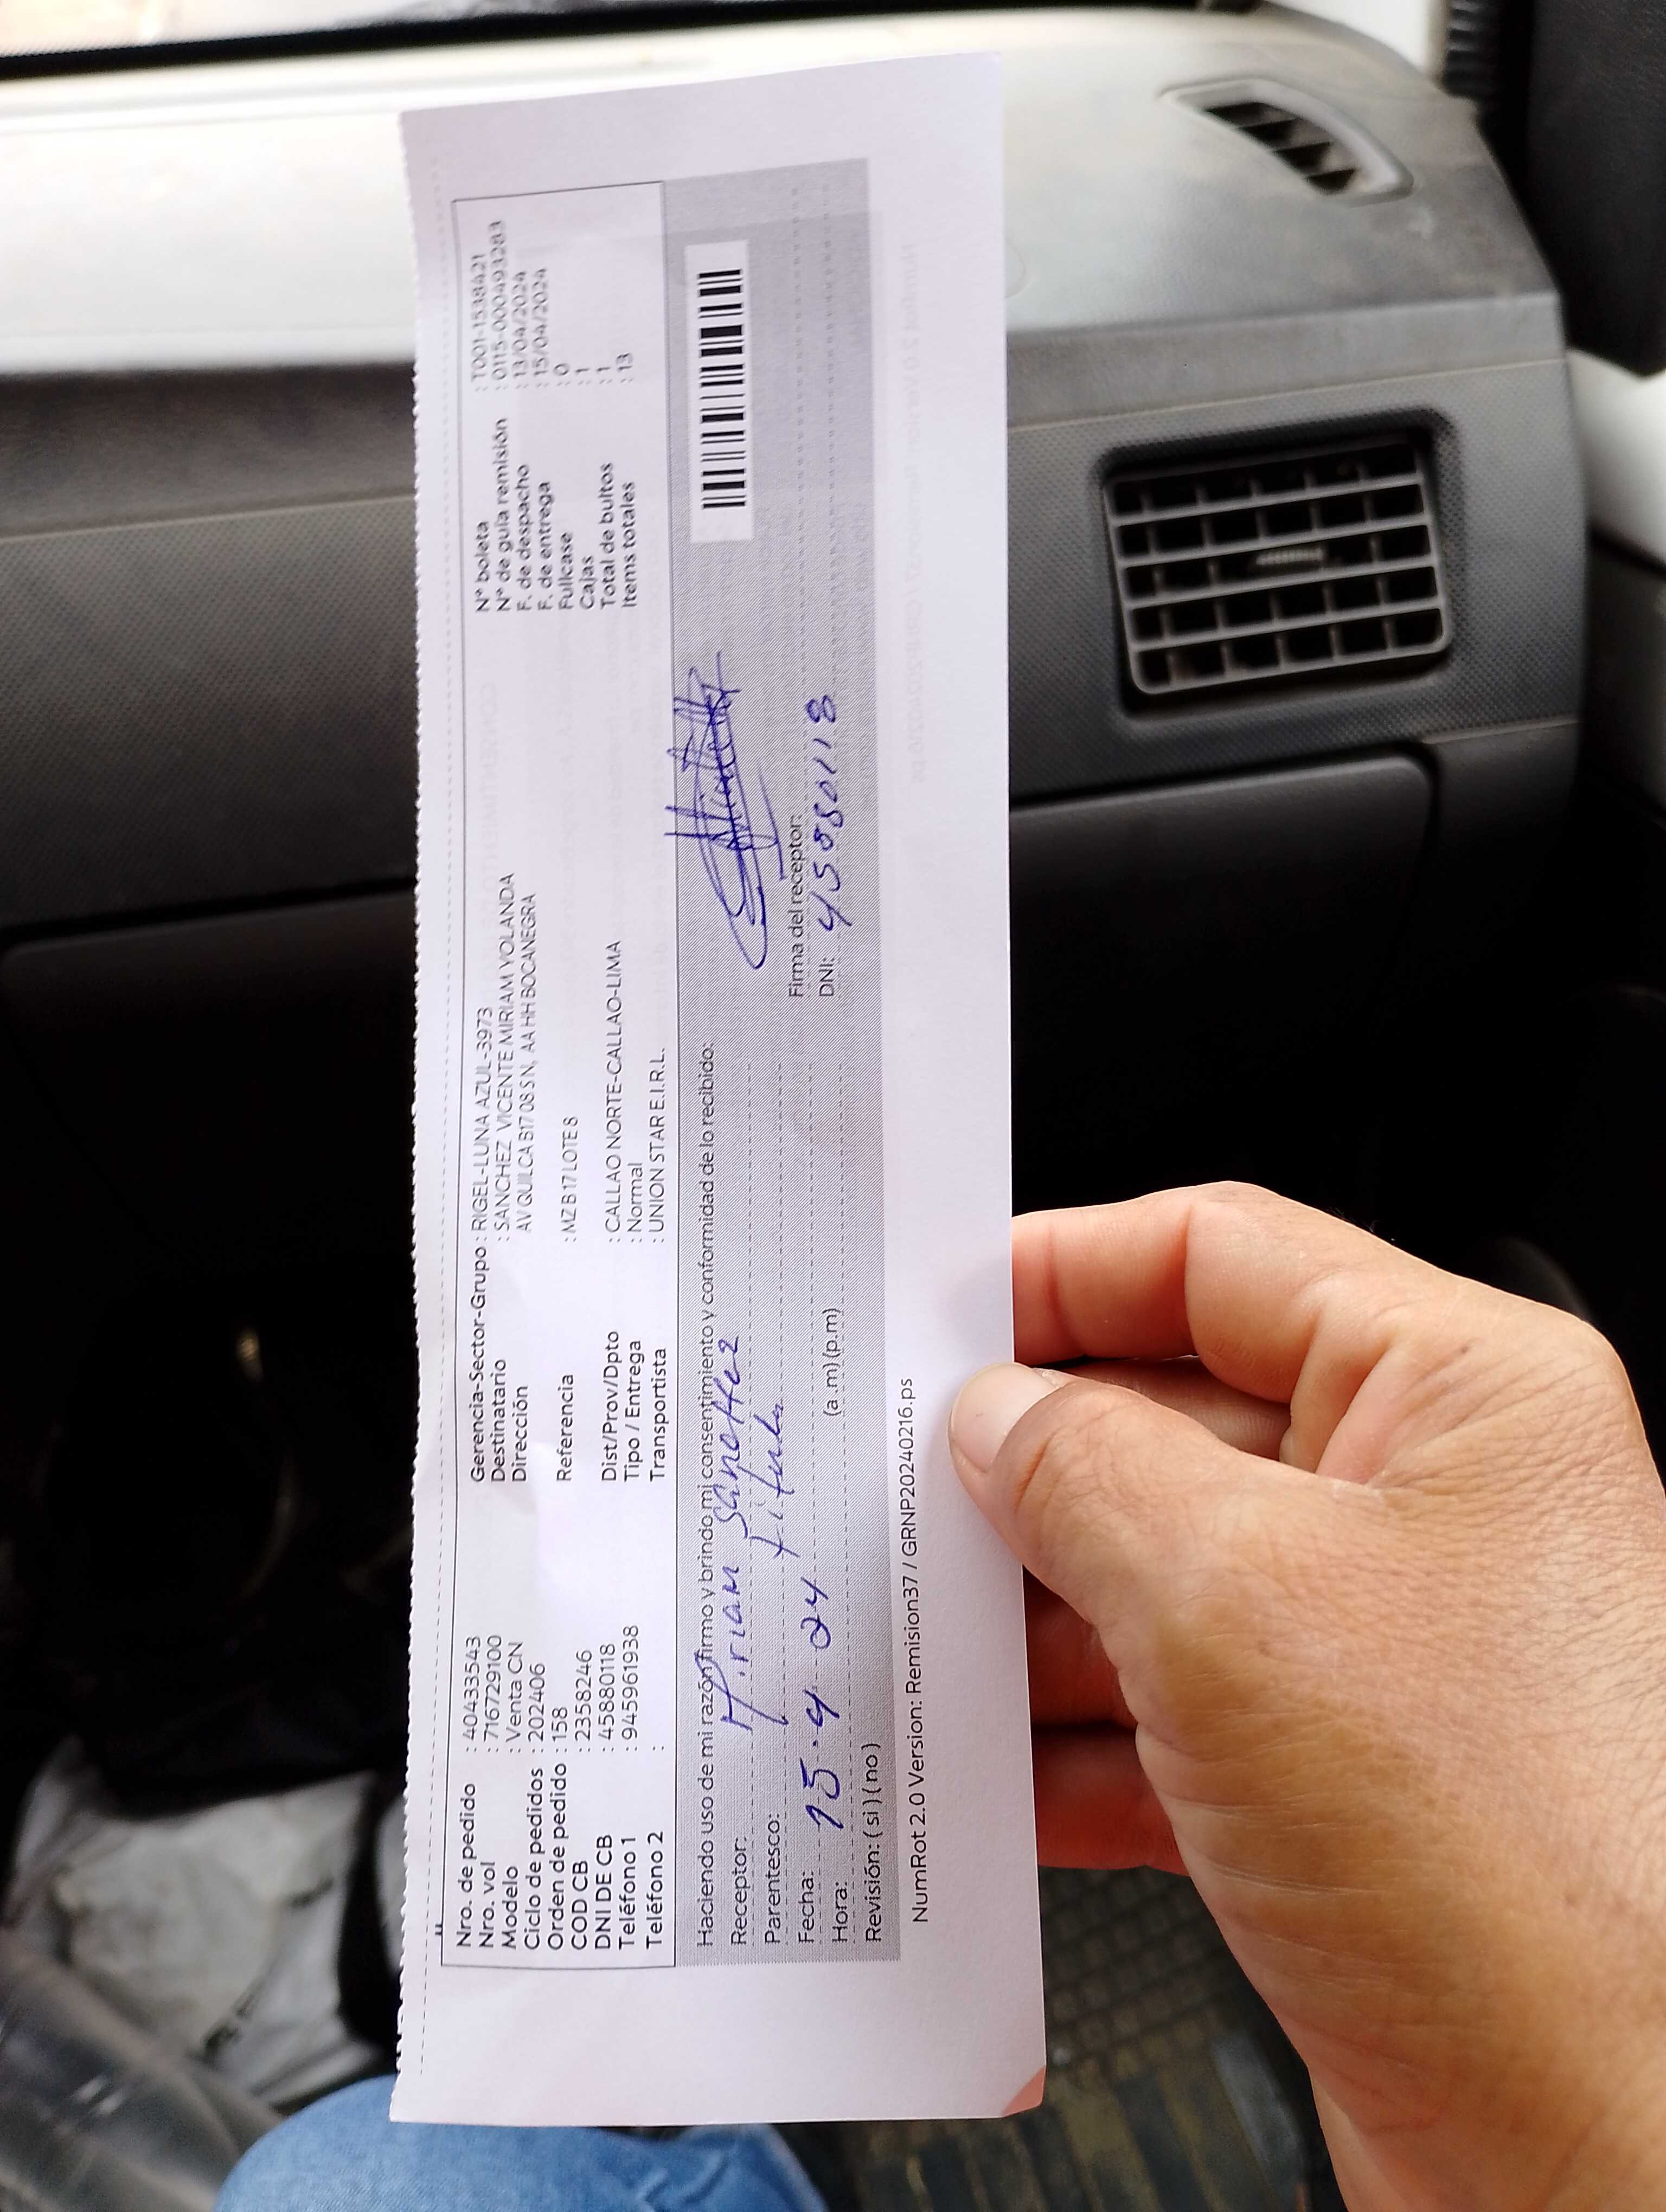 Nro. de pedido : 40433543
Nro. vol : 716729100
Modelo : Venta CN
Ciclo de pedidos : 202406
Orden de pedido : 158
COD CB : 2358246
DNI DE CB : 45880118
Teléfono 1 : 945961938
Teléfono 2 :
Gerencia-Sector-Grupo : RIGEL-LUNA AZUL-3973
Destinatario : SANCHEZ VICENTE MIRIAM YOLANDA
Dirección AV QUILCA B17 08 S N, AA HH BOCANEGRA
Referencia : MZ B 17 LOTE 8
Dist/Prov/Dpto : CALLAO NORTE-CALLAO-LIMA
Tipo / Entrega : Normal
Transportista : UNION STAR E.I.R.L.
N° boleta : T001-1538421
N° de guía remisión : 0115-000493283
F. de despacho : 13/04/2024
F. de entrega : 15/04/2024
Fullcase : 0
Cajas : 1
Total de bultos : 1
Items totales : 13
Haciendo uso de mi razón firmo y brindo mi consentimiento y conformidad de lo recibido:
Receptor:
Parentesco:
Fecha: 15-4-24
Hora: (a.m) (p.m)
Revisión: ( si ) ( no )
Firma del receptor:
DNI: 45880118
NumRot 2.0 Version: Remision37 / GRNP20240216.ps